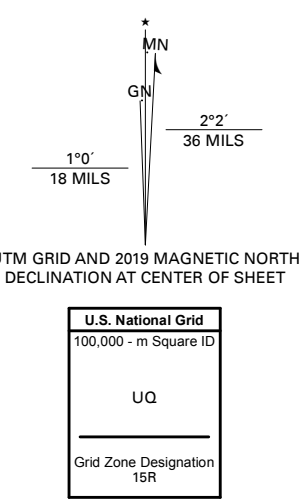 ★
MN
GN
2°2´
36 MILS
1°0´
18 MILS
UTM GRID AND 2019 MAGNETIC NORTH
DECLINATION AT CENTER OF SHEET
U.S. National Grid
100,000 - m Square ID
UQ
Grid Zone Designation
15R